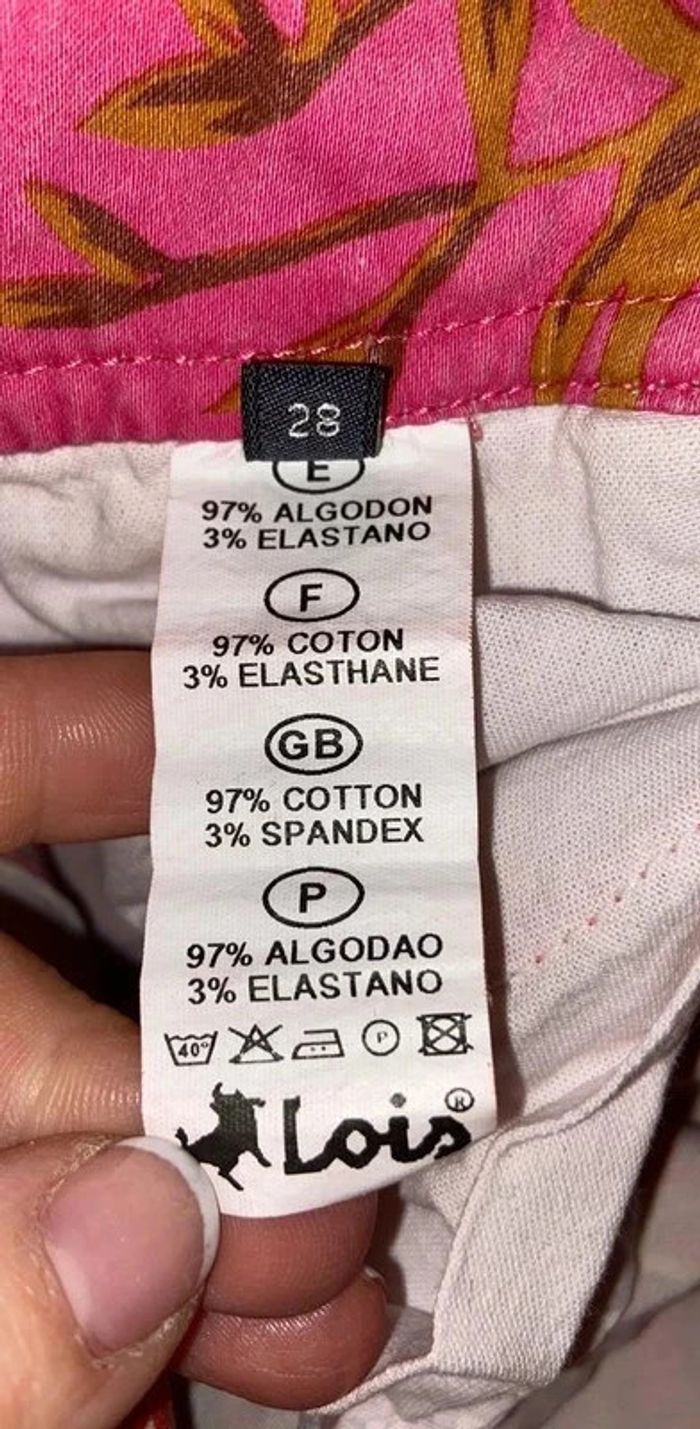 28
E
97% ALGODON
3% ELASTANO
F
97% COTON
3% ELASTHANE
GB
97% COTTON
3% SPANDEX
P
97% ALGODAO
3% ELASTANO
40° P
Lois®